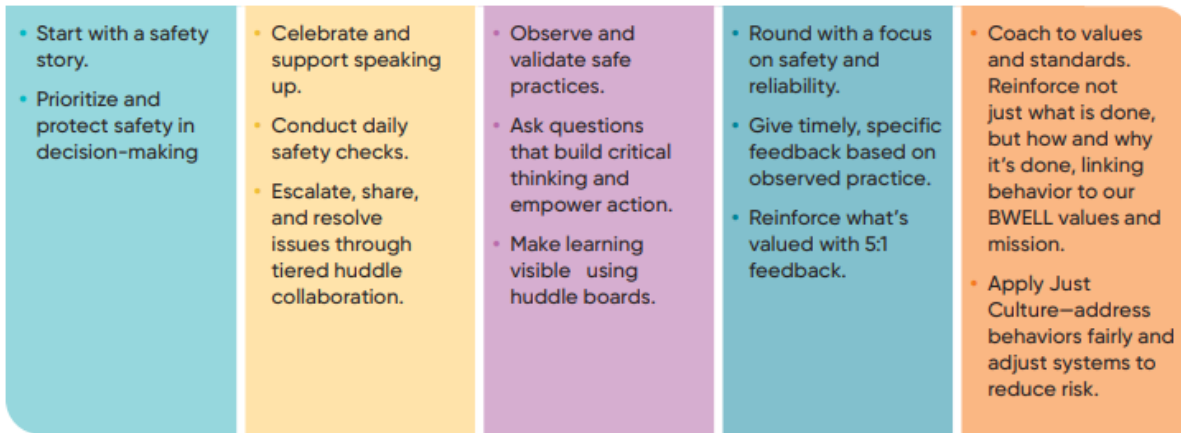 • Start with a safety
story.
• Prioritize and
protect safety in
decision-making
• Celebrate and
support speaking
up.
• Conduct daily
safety checks.
• Escalate, share,
and resolve
issues through
tiered huddle
collaboration.
• Observe and
validate safe
practices.
• Ask questions
that build critical
thinking and
empower action.
• Make learning
visible using
huddle boards.
• Round with a focus
on safety and
reliability.
• Give timely, specific
feedback based on
observed practice.
• Reinforce what's
valued with 5:1
feedback.
• Coach to values
and standards.
Reinforce not
just what is done,
but how and why
it's done, linking
behavior to our
BWELL values and
mission.
• Apply Just
Culture—address
behaviors fairly and
adjust systems to
reduce risk.